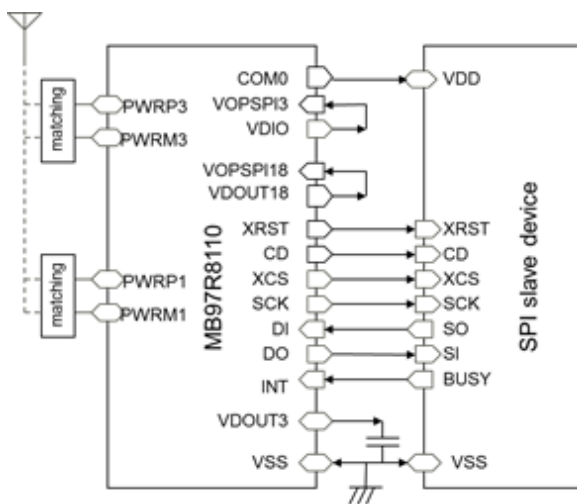 COM0 VDD
VOPSPI3
matching PWRP3 VDIO
PWRM3
VOPSPI18
VDOUT18
XRST XRST
CD CD
matching PWRP1 MB97R8110 XCS XCS SPI slave device
PWRM1 SCK SCK
DI SO
DO SI
INT BUSY
VDOUT3
VSS VSS